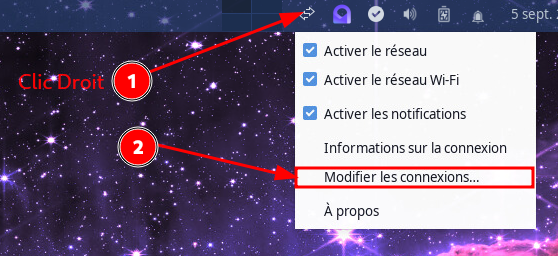 5 sept.
Activer le réseau
Clic Droit
1
Activer le réseau Wi-Fi
Activer les notifications
2
Informations sur la connexion
Modifier les connexions...
À propos